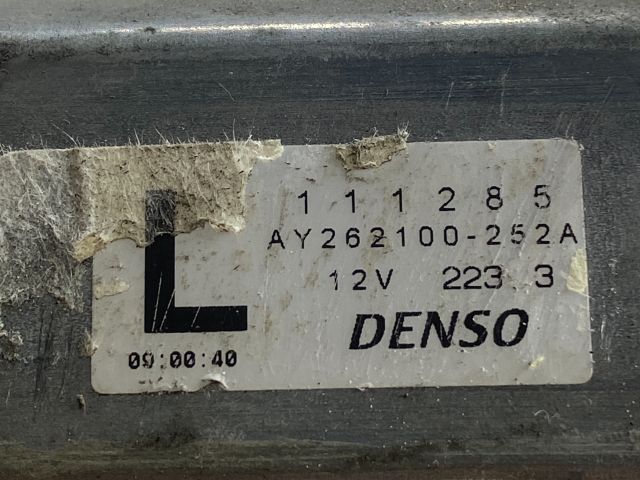 L
1 1 1 2 8 5
AY262100-252A
12V 223 3
DENSO
09:00:40